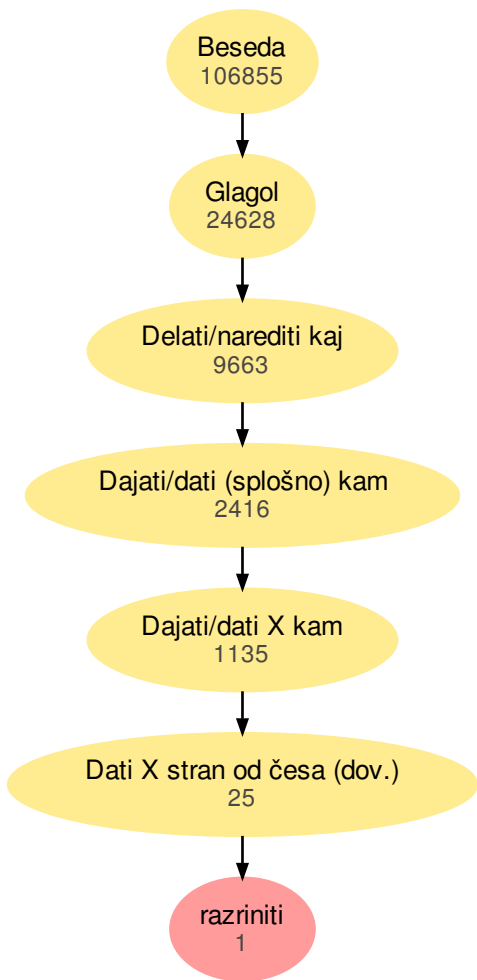 Beseda
106855
Glagol
24628
Delati/narediti kaj
9663
Dajati/dati (splošno) kam
2416
Dajati/dati X kam
1135
Dati X stran od česa (dov.)
25
razriniti
1